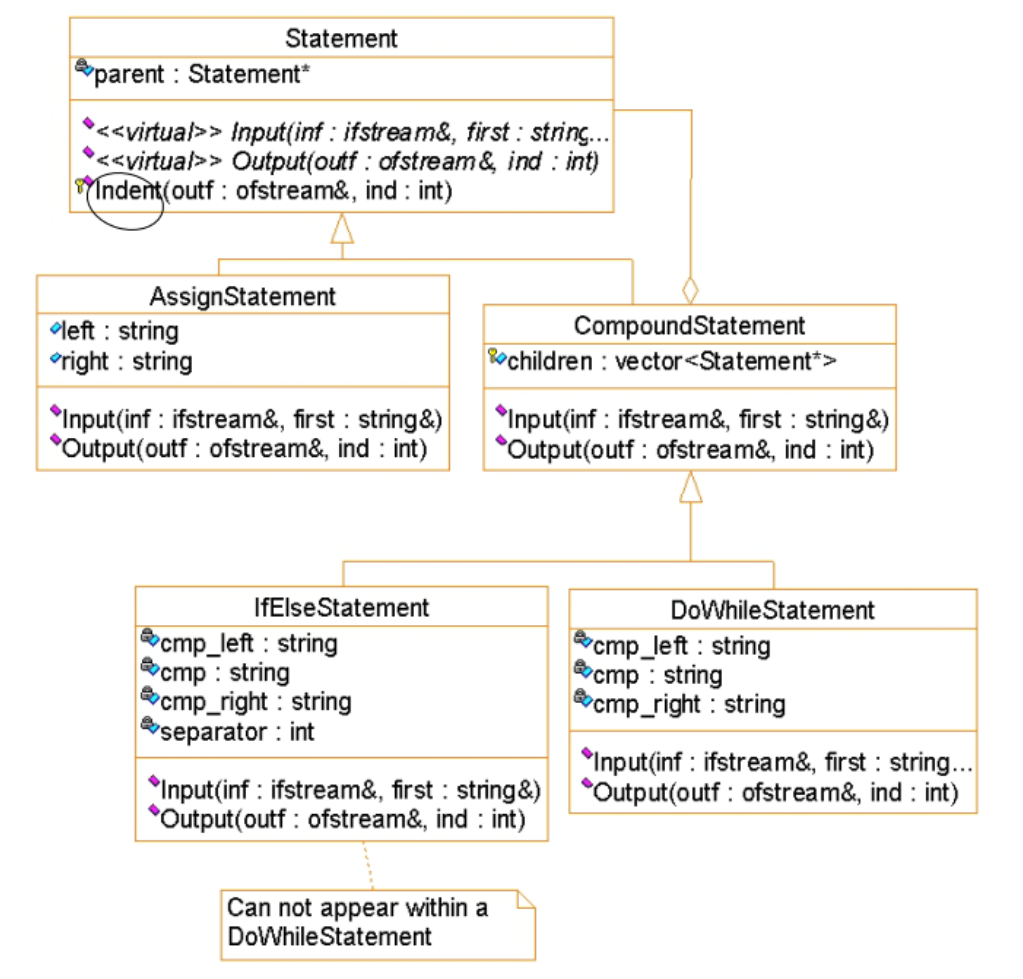 Statement
parent : Statement*
<<virtual>> Input(inf : ifstream&, first : string...
<<virtual>> Output(outf : ofstream&, ind : int)
Indent(outf : ofstream&, ind : int)
AssignStatement
left : string
right : string
Input(inf : ifstream&, first : string&)
Output(outf : ofstream&, ind : int)
CompoundStatement
children : vector<Statement*>
Input(inf : ifstream&, first : string&)
Output(outf : ofstream&, ind : int)
IfElseStatement
cmp_left : string
cmp : string
cmp_right : string
separator : int
Input(inf : ifstream&, first : string&)
Output(outf : ofstream&, ind : int)
DoWhileStatement
cmp_left : string
cmp : string
cmp_right : string
Input(inf : ifstream&, first : string...
Output(outf : ofstream&, ind : int)
Can not appear within a
DoWhileStatement